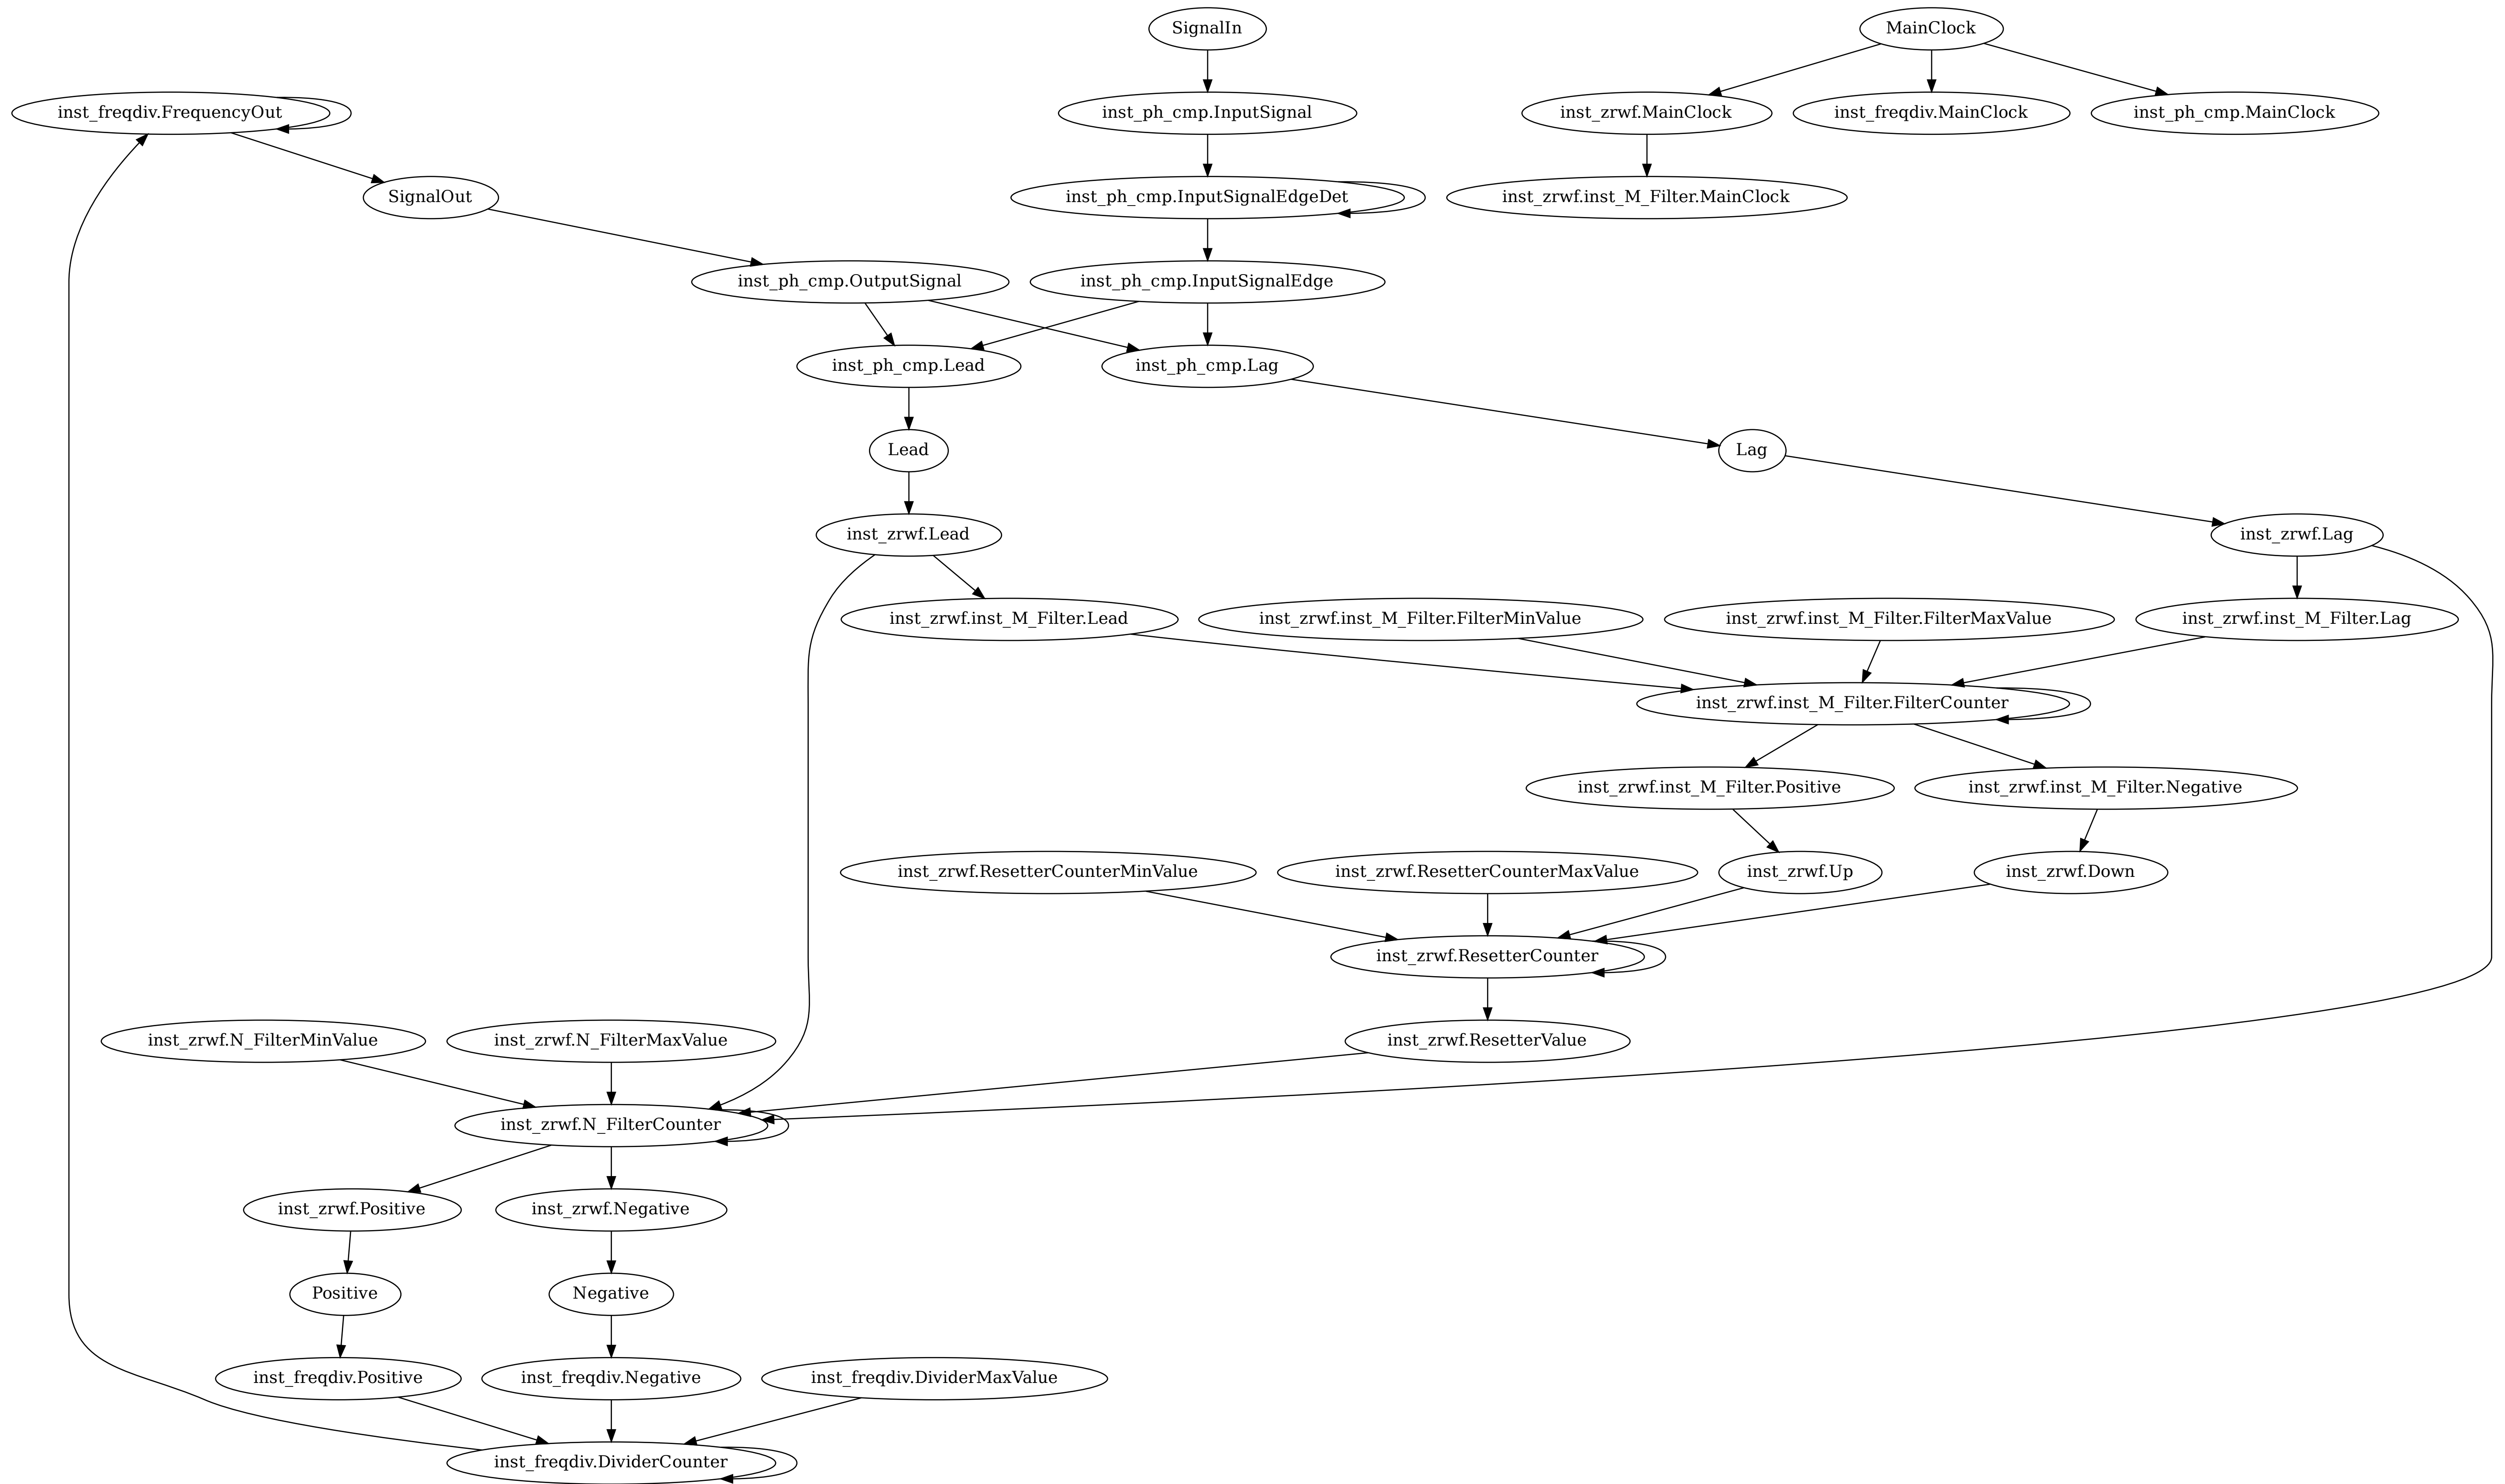 SignalIn
MainClock
inst_freqdiv.FrequencyOut
inst_ph_cmp.InputSignal
inst_zrwf.MainClock
inst_freqdiv.MainClock
inst_ph_cmp.MainClock
SignalOut
inst_ph_cmp.InputSignalEdgeDet
inst_zrwf.inst_M_Filter.MainClock
inst_ph_cmp.OutputSignal
inst_ph_cmp.InputSignalEdge
inst_ph_cmp.Lead
inst_ph_cmp.Lag
Lead
Lag
inst_zrwf.Lead
inst_zrwf.Lag
inst_zrwf.inst_M_Filter.Lead
inst_zrwf.inst_M_Filter.FilterMinValue
inst_zrwf.inst_M_Filter.FilterMaxValue
inst_zrwf.inst_M_Filter.Lag
inst_zrwf.inst_M_Filter.FilterCounter
inst_zrwf.inst_M_Filter.Positive
inst_zrwf.inst_M_Filter.Negative
inst_zrwf.ResetterCounterMinValue
inst_zrwf.ResetterCounterMaxValue
inst_zrwf.Up
inst_zrwf.Down
inst_zrwf.ResetterCounter
inst_zrwf.N_FilterMinValue
inst_zrwf.N_FilterMaxValue
inst_zrwf.ResetterValue
inst_zrwf.N_FilterCounter
inst_zrwf.Positive
inst_zrwf.Negative
Positive
Negative
inst_freqdiv.Positive
inst_freqdiv.Negative
inst_freqdiv.DividerMaxValue
inst_freqdiv.DividerCounter